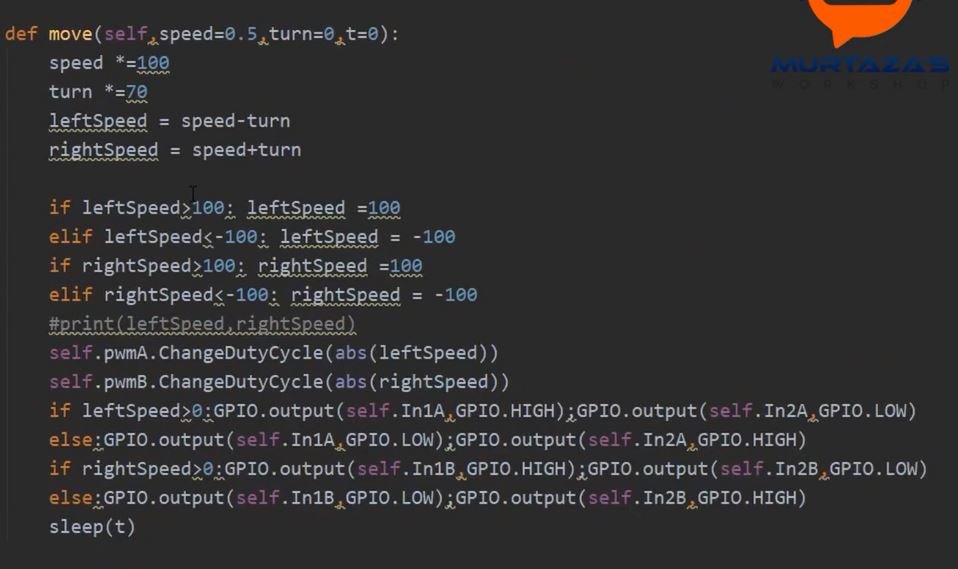 def move(self,speed=0.5,turn=0,t=0):
speed *=100
turn *=70
leftSpeed = speed-turn
rightSpeed = speed+turn
if leftSpeed>100: leftSpeed =100
elif leftSpeed<-100: leftSpeed = -100
if rightSpeed>100: rightSpeed =100
elif rightSpeed<-100: rightSpeed = -100
#print(leftSpeed,rightSpeed)
self.pwmA.ChangeDutyCycle(abs(leftSpeed))
self.pwmB.ChangeDutyCycle(abs(rightSpeed))
if leftSpeed>0:GPIO.output(self.In1A,GPIO.HIGH);GPIO.output(self.In2A,GPIO.LOW)
else:GPIO.output(self.In1A,GPIO.LOW);GPIO.output(self.In2A,GPIO.HIGH)
if rightSpeed>0:GPIO.output(self.In1B,GPIO.HIGH);GPIO.output(self.In2B,GPIO.LOW)
else:GPIO.output(self.In1B,GPIO.LOW);GPIO.output(self.In2B,GPIO.HIGH)
sleep(t)
MURTAZAS
WORKSHOP